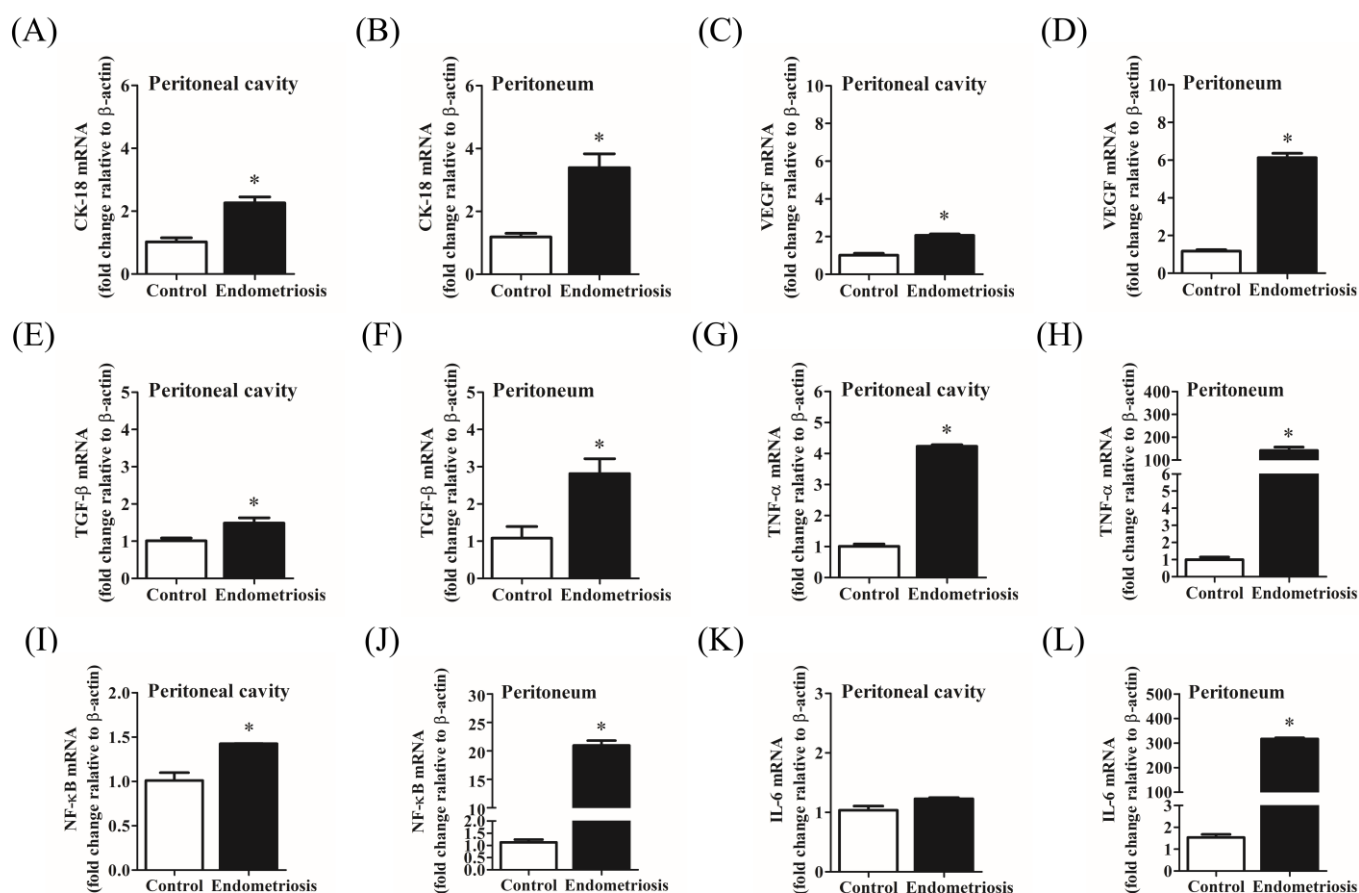 (A)
CK-18 mRNA
(fold change ralative to β-actin)
Peritoneal cavity
6
4
2
0
*
Control Endometriosis
(B)
CK-18 mRNA
(fold change ralative to β-actin)
Peritoneum
6
4
2
0
*
Control Endometriosis
(C)
VEGF mRNA
(fold change ralative to β-actin)
Peritoneal cavity
10
8
6
4
2
0
*
Control Endometriosis
(D)
VEGF mRNA
(fold change ralative to β-actin)
Peritoneum
10
8
6
4
2
0
*
Control Endometriosis
(E)
TGF-β mRNA
(fold change ralative to β-actin)
Peritoneal cavity
5
4
3
2
1
0
*
Control Endometriosis
(F)
TGF-β mRNA
(fold change ralative to β-actin)
Peritoneum
5
4
3
2
1
0
*
Control Endometriosis
(G)
TNF-α mRNA
(fold change ralative to β-actin)
Peritoneal cavity
6
5
4
3
2
1
0
*
Control Endometriosis
(H)
TNF-α mRNA
(fold change ralative to β-actin)
Peritoneum
400
300
200
100
6
5
4
3
2
1
0
*
Control Endometriosis
(I)
NF-κB mRNA
(fold change ralative to β-actin)
Peritoneal cavity
2.0
1.5
1.0
0.5
0.0
*
Control Endometriosis
(J)
NF-κB mRNA
(fold change ralative to β-actin)
Peritoneum
30
25
20
15
10
2.0
1.5
1.0
0.5
0.0
*
Control Endometriosis
(K)
IL-6 mRNA
(fold change ralative to β-actin)
Peritoneal cavity
3
2
1
0
Control Endometriosis
(L)
IL-6 mRNA
(fold change ralative to β-actin)
Peritoneum
500
400
300
200
100
3
2
1
0
*
Control Endometriosis